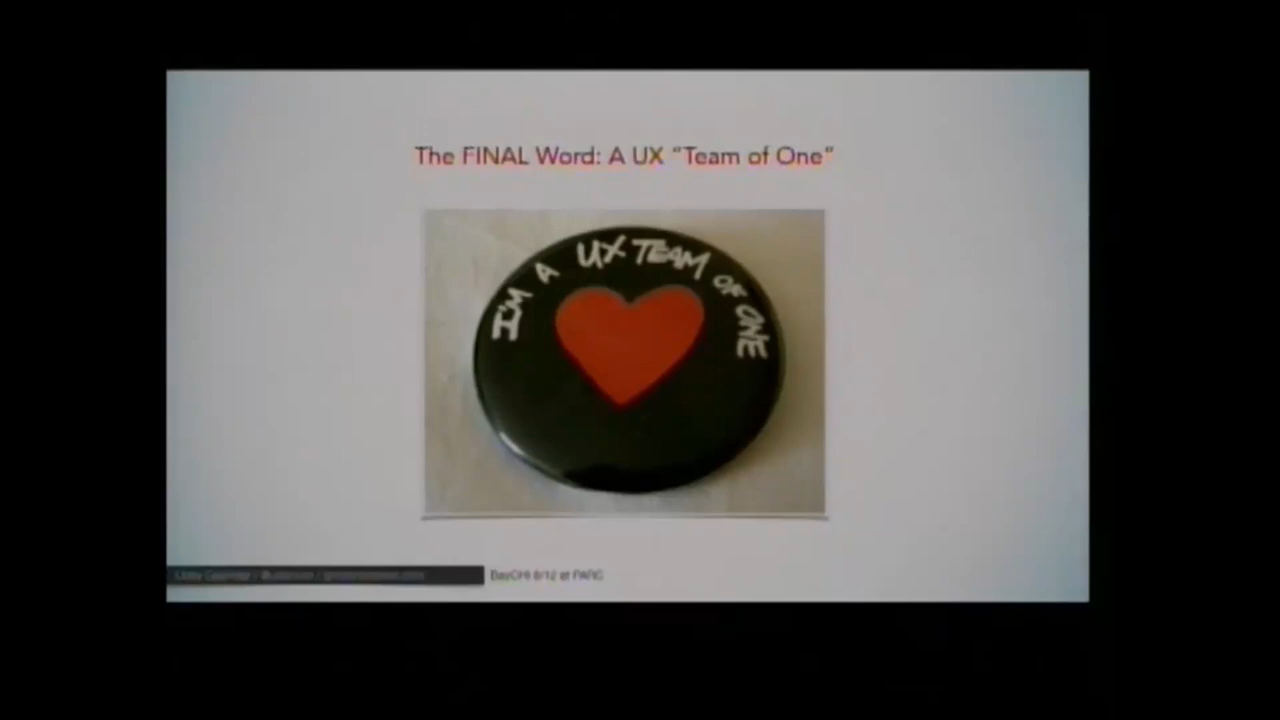 The FINAL Word: A UX “Team of One”
I'M A UX TEAM OF ONE
BayCHI 8/12 at PARC